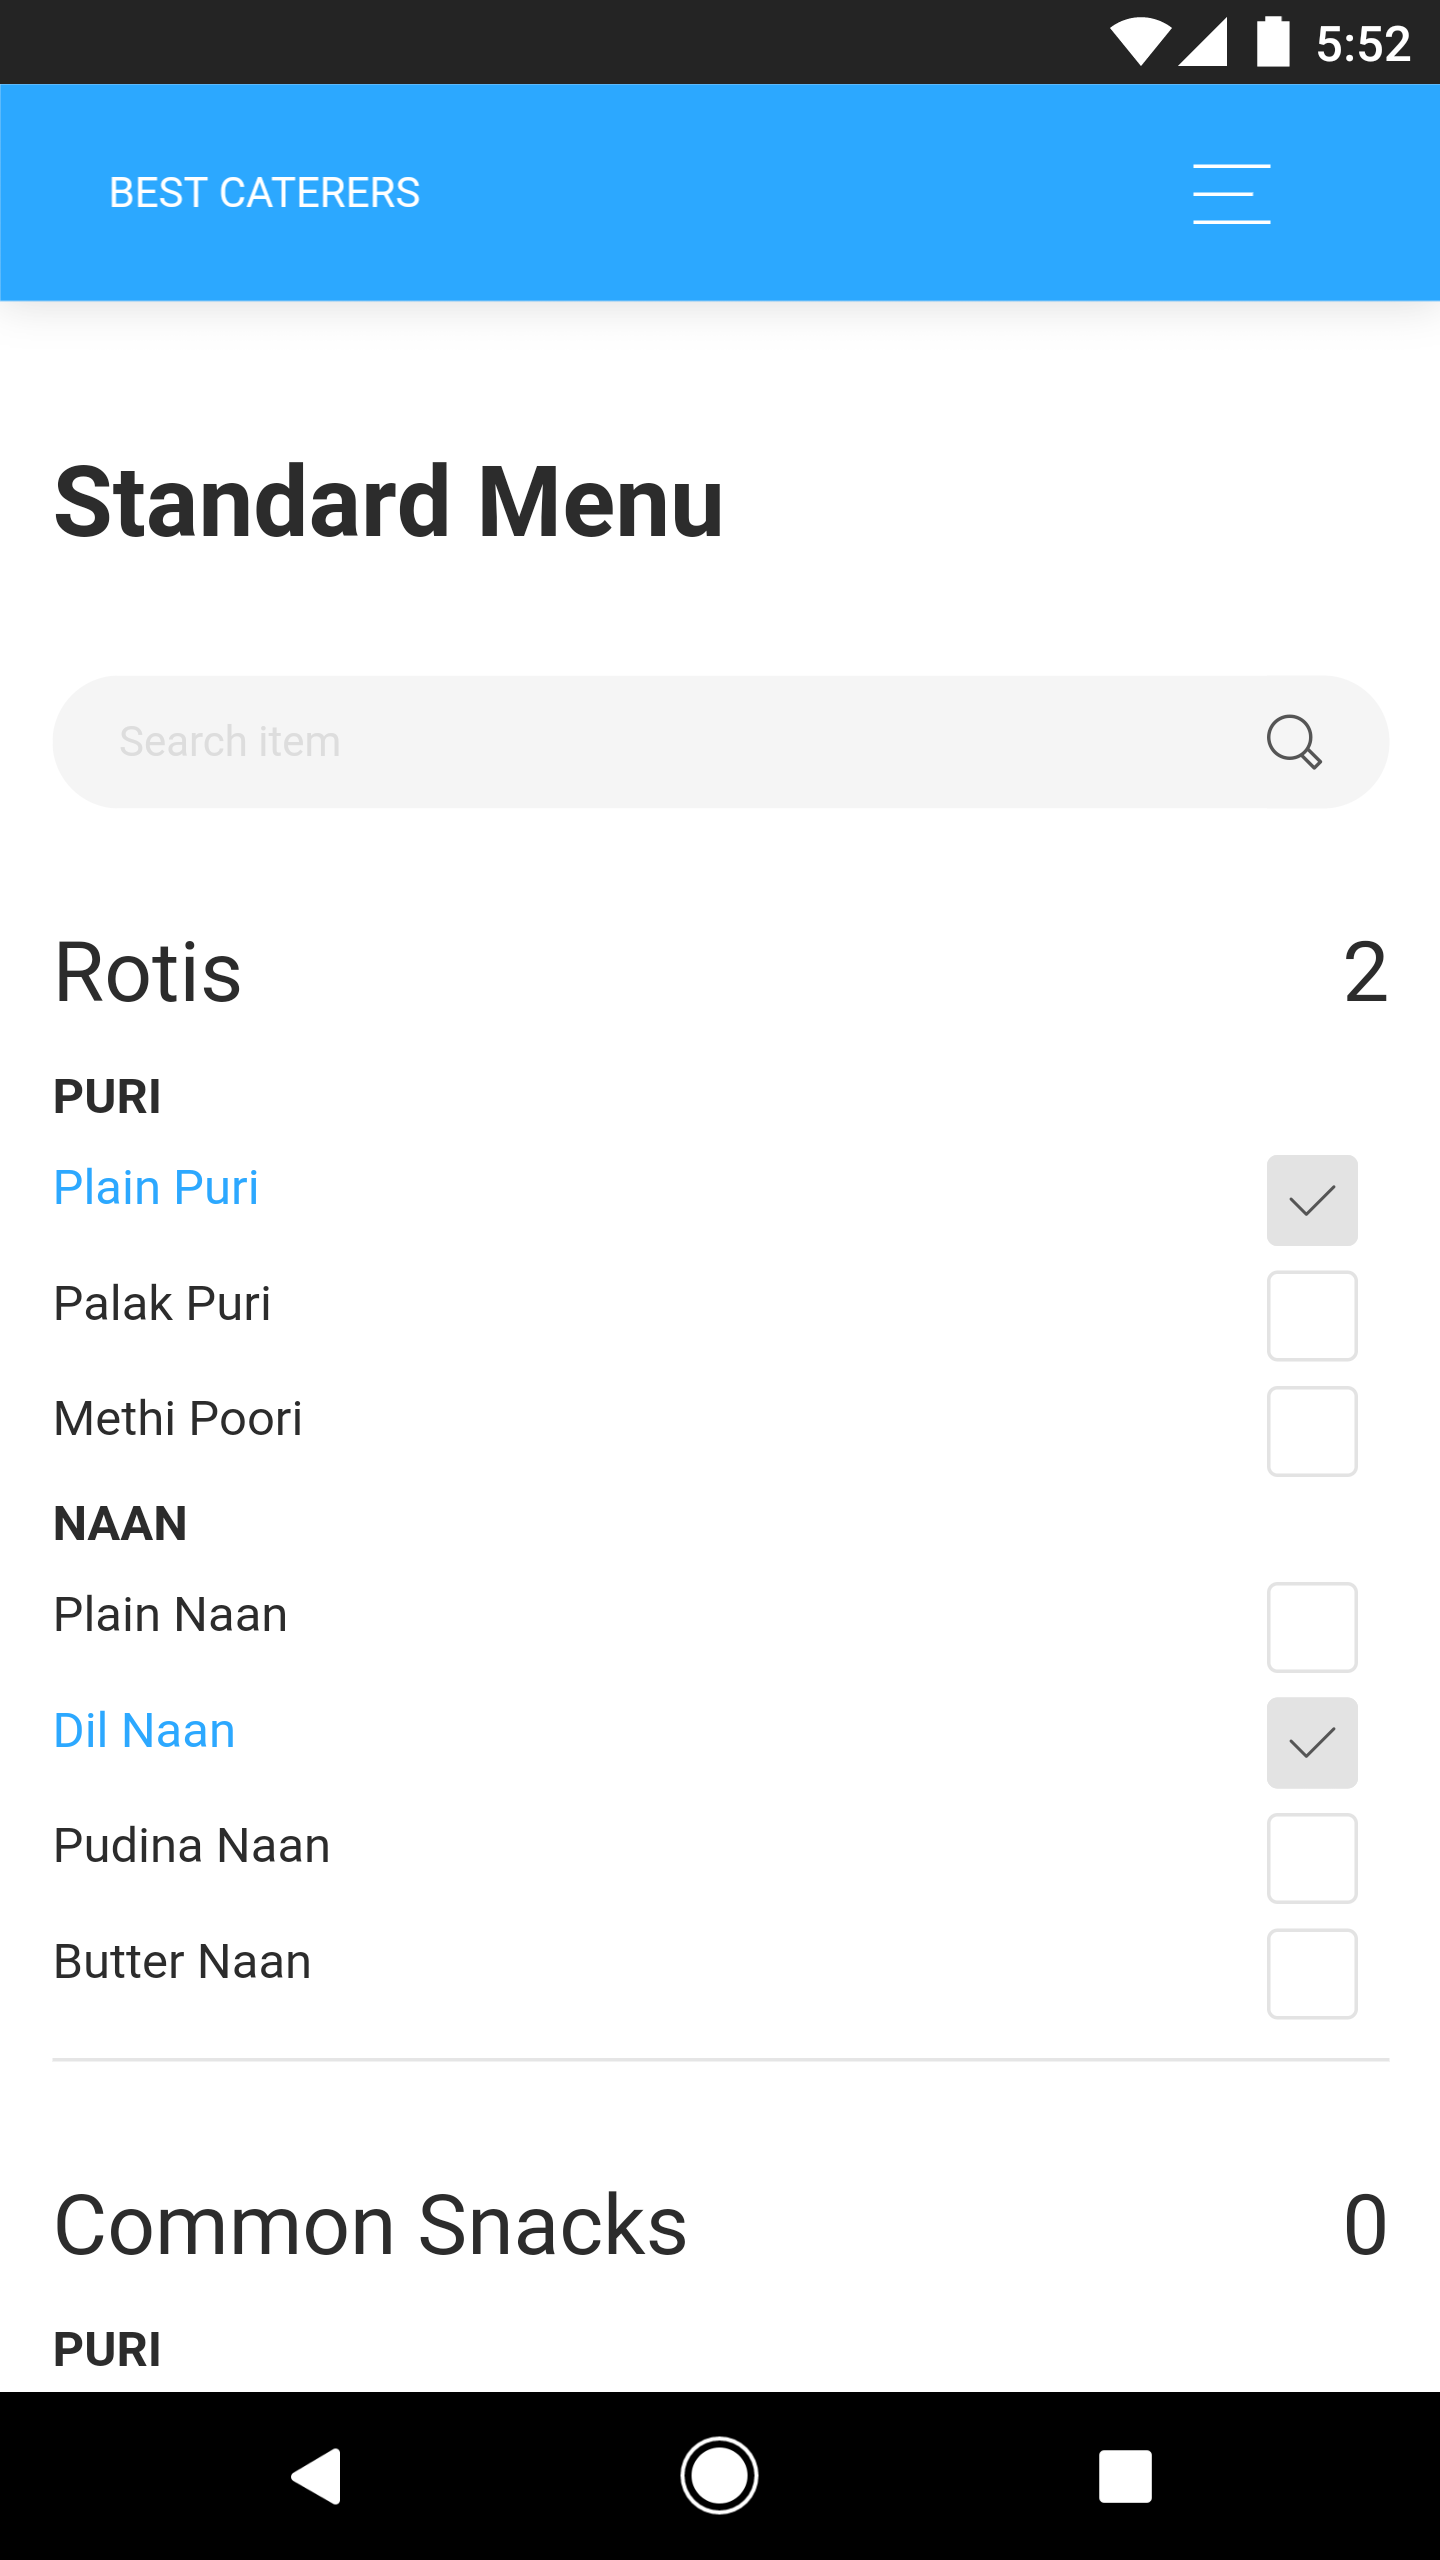 5:52
BEST CATERERS
Standard Menu
Search item
Rotis 2
PURI
Plain Puri
Palak Puri
Methi Poori
NAAN
Plain Naan
Dil Naan
Pudina Naan
Butter Naan
Common Snacks 0
PURI